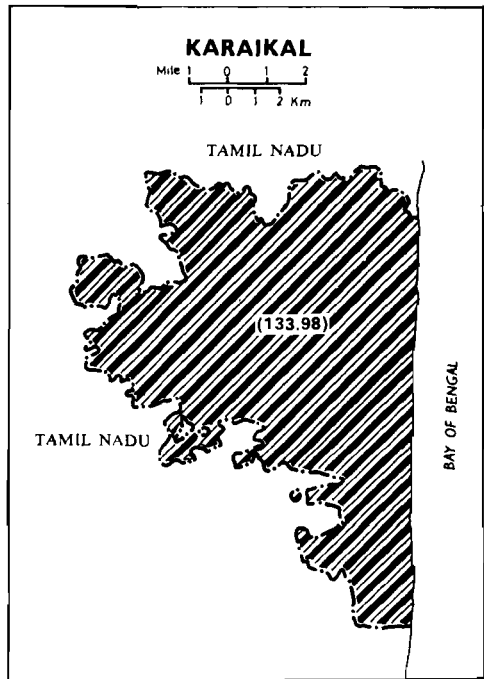 KARAIKAL
Mile 1 0 1 2
1 0 1 2 Km
TAMIL NADU
(133.98)
TAMIL NADU
BAY OF BENGAL